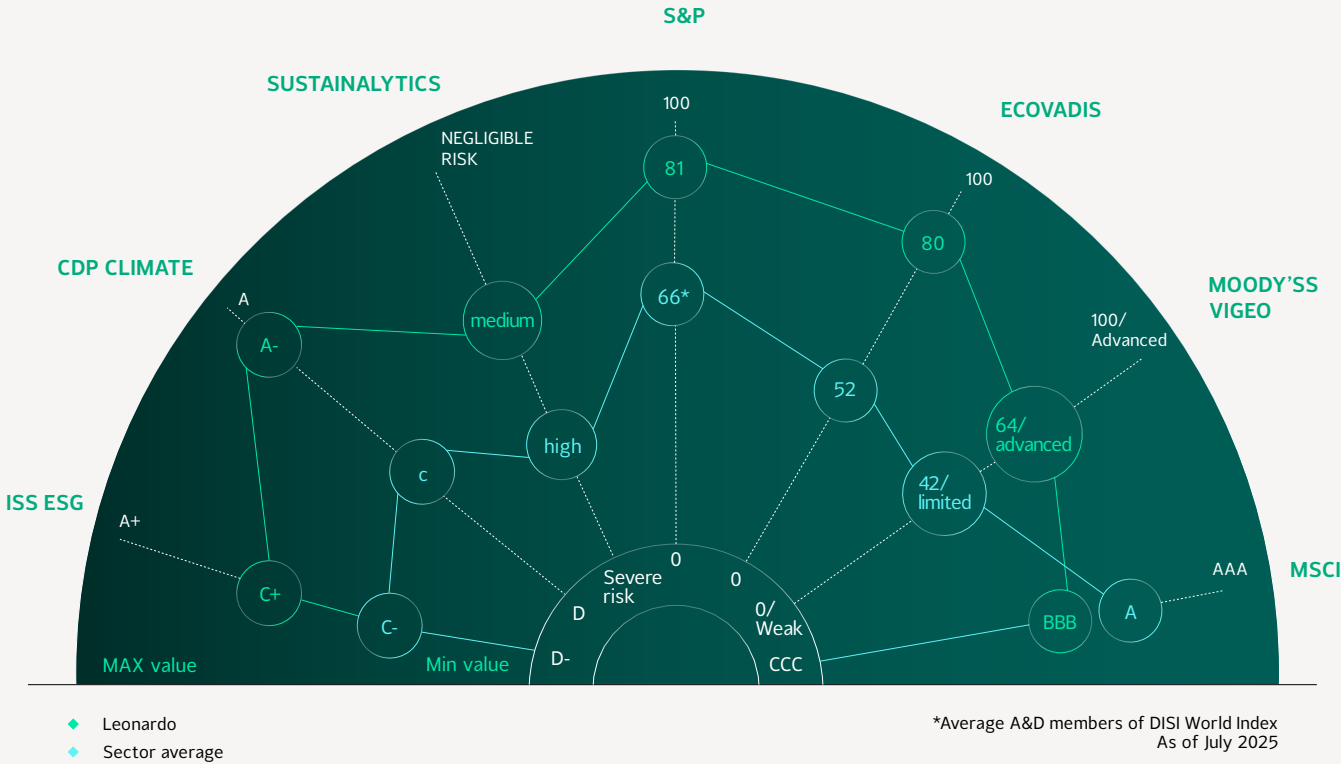 S&P
SUSTAINALYTICS
ECOVADIS
CDP CLIMATE
MOODY'SS
VIGEO
ISS ESG
MSCI
100
NEGLIGIBLE
RISK
81
100
80
A
A-
medium
66*
100/
Advanced
high
52
c
64/
advanced
42/
limited
A+
C+
C-
AAA
A
BBB
0
Severe
risk
0
D
0/
Weak
D-
CCC
MAX value
Min value
Leonardo
Sector average
*Average A&D members of DISI World Index
As of July 2025